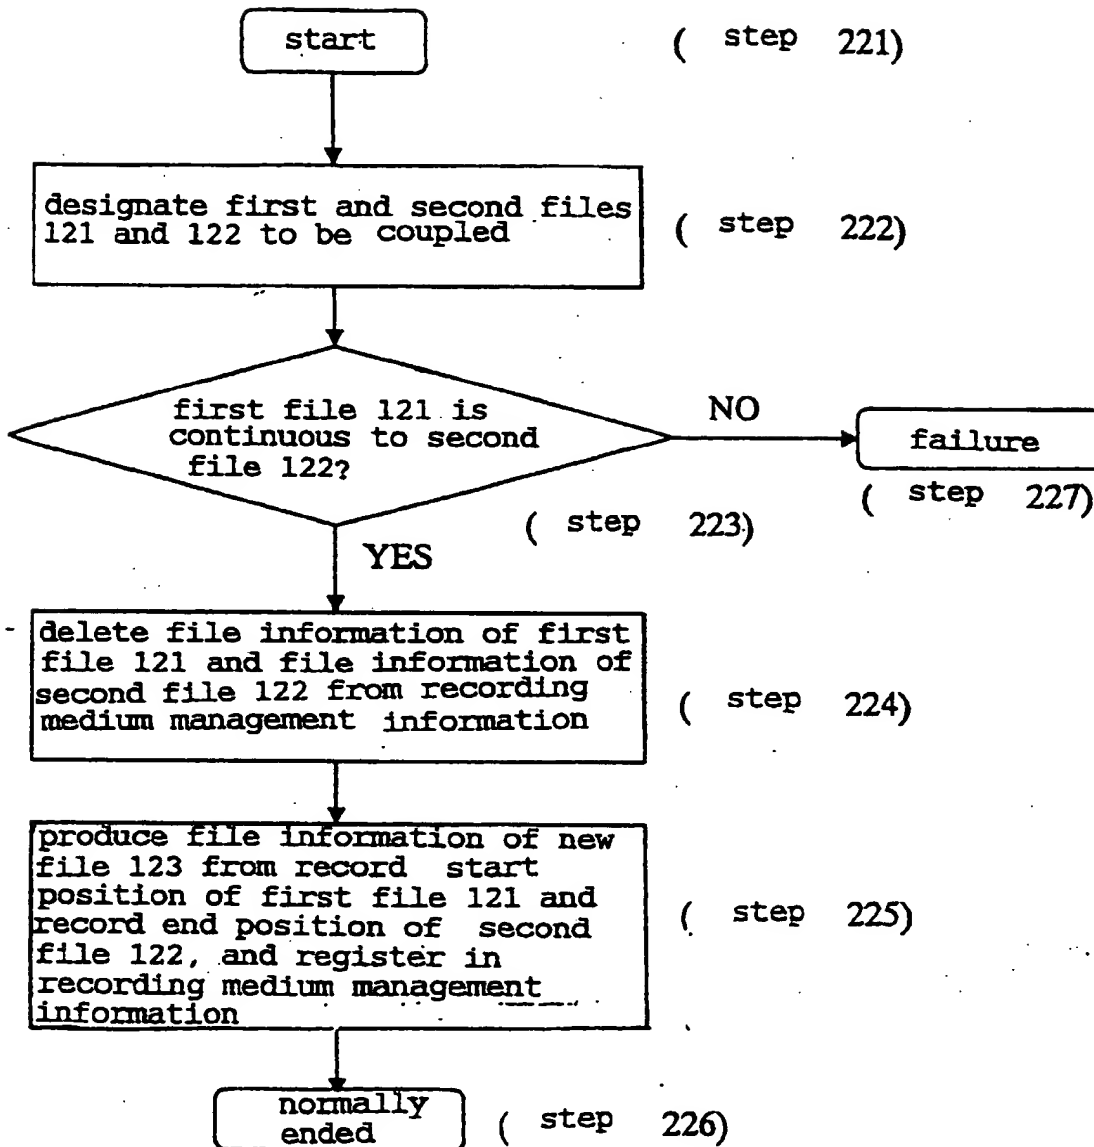 start
( step 221)
designate first and second files
121 and 122 to be coupled
( step 222)
first file 121 is
continuous to second
file 122?
NO
failure
( step 227)
( step 223)
YES
delete file information of first
file 121 and file information of
second file 122 from recording
medium management information
( step 224)
produce file information of new
file 123 from record start
position of first file 121 and
record end position of second
file 122, and register in
recording medium management
information
( step 225)
normally
ended
( step 226)